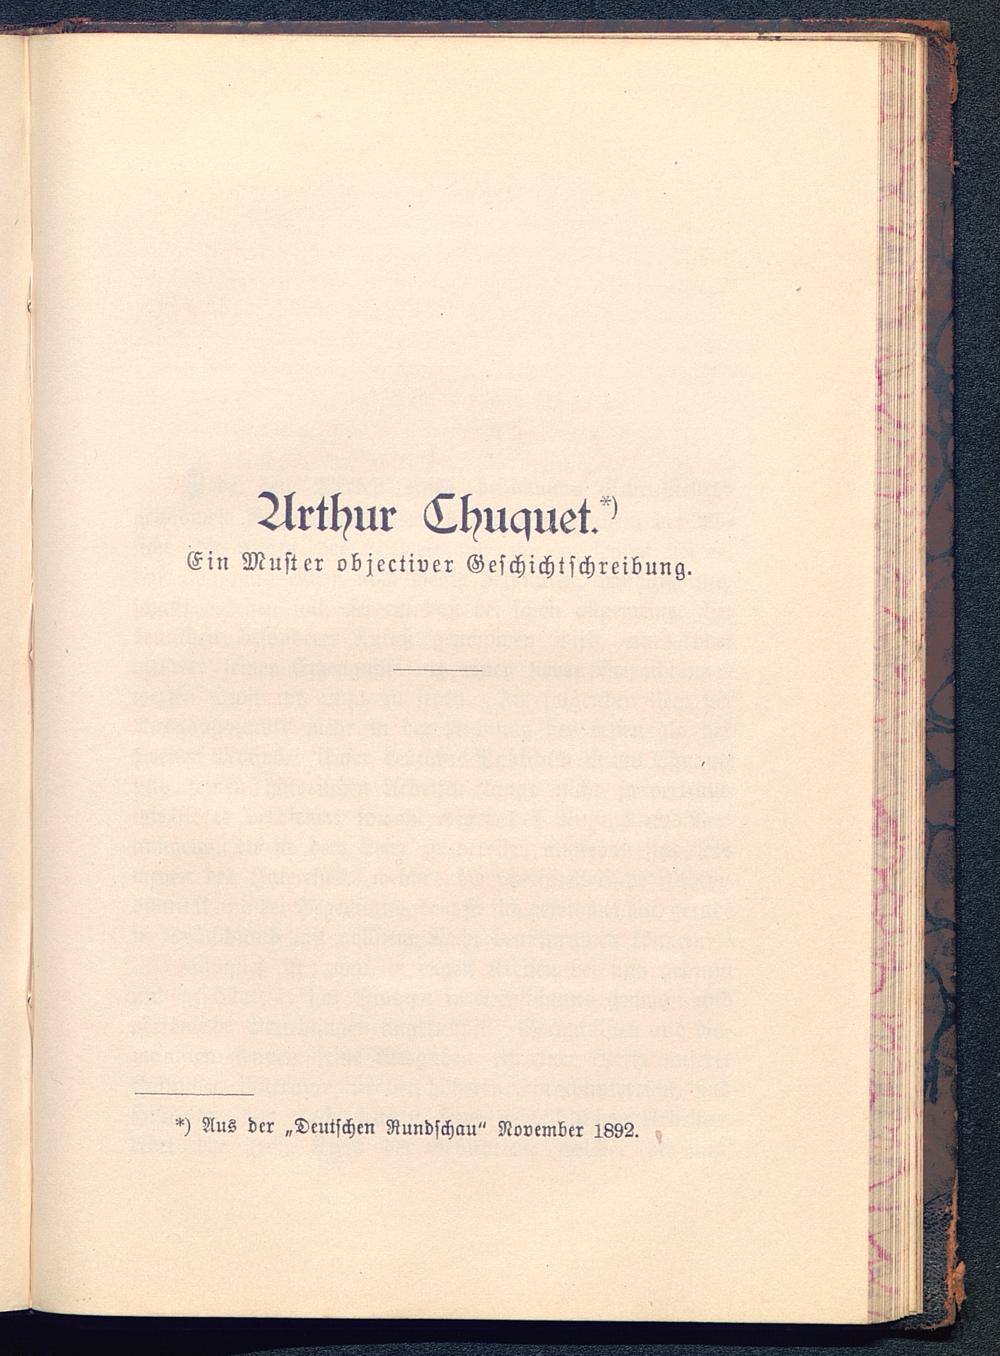 Arthur Chuquet.*)
Ein Muster objectiver Geschichtschreibung.
*) Aus der „Deutschen Rundschau“ November 1892.